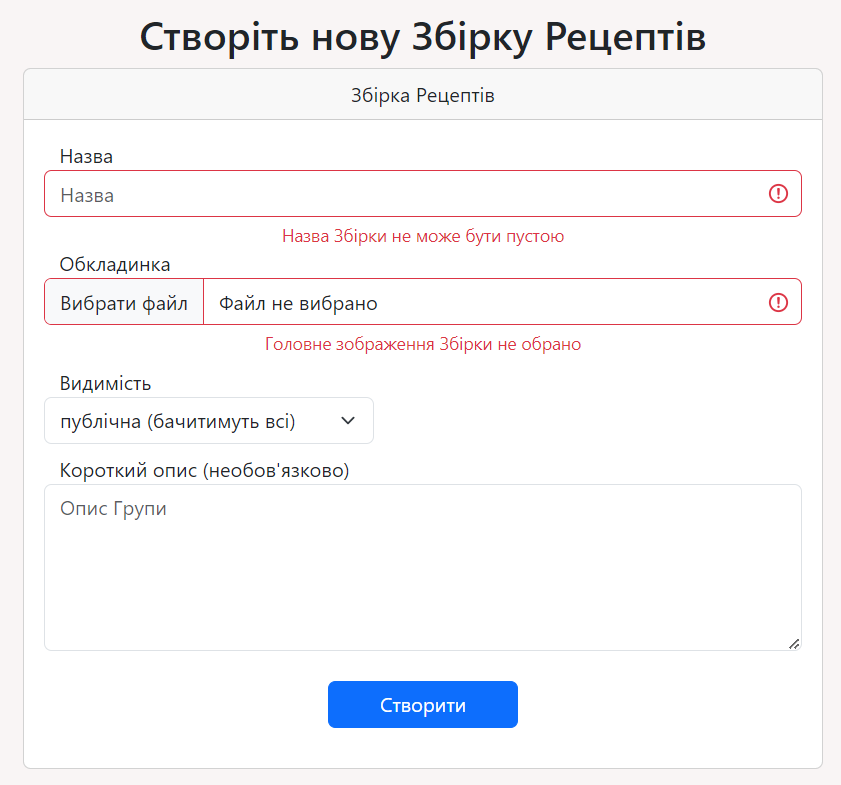 Створіть нову Збірку Рецептів
Збірка Рецептів
Назва
Назва
Назва Збірки не може бути пустою
Обкладинка
Вибрати файл Файл не вибрано
Головне зображення Збірки не обрано
Видимість
публічна (бачитимуть всі)
Короткий опис (необов'язково)
Опис Групи
Створити